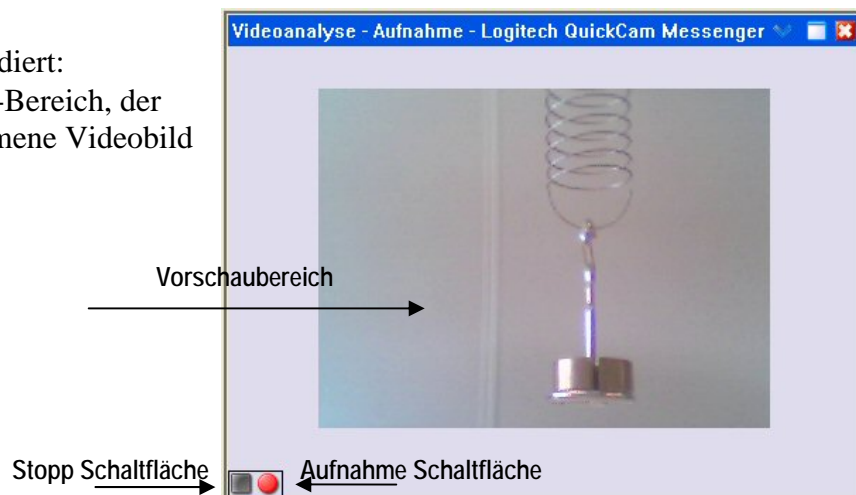 Videoanalyse - Aufnahme - Logitech QuickCam Messenger
diert:
-Bereich, der
nene Videobild
Vorschaubereich
Stopp Schaltfläche
Aufnahme Schaltfläche